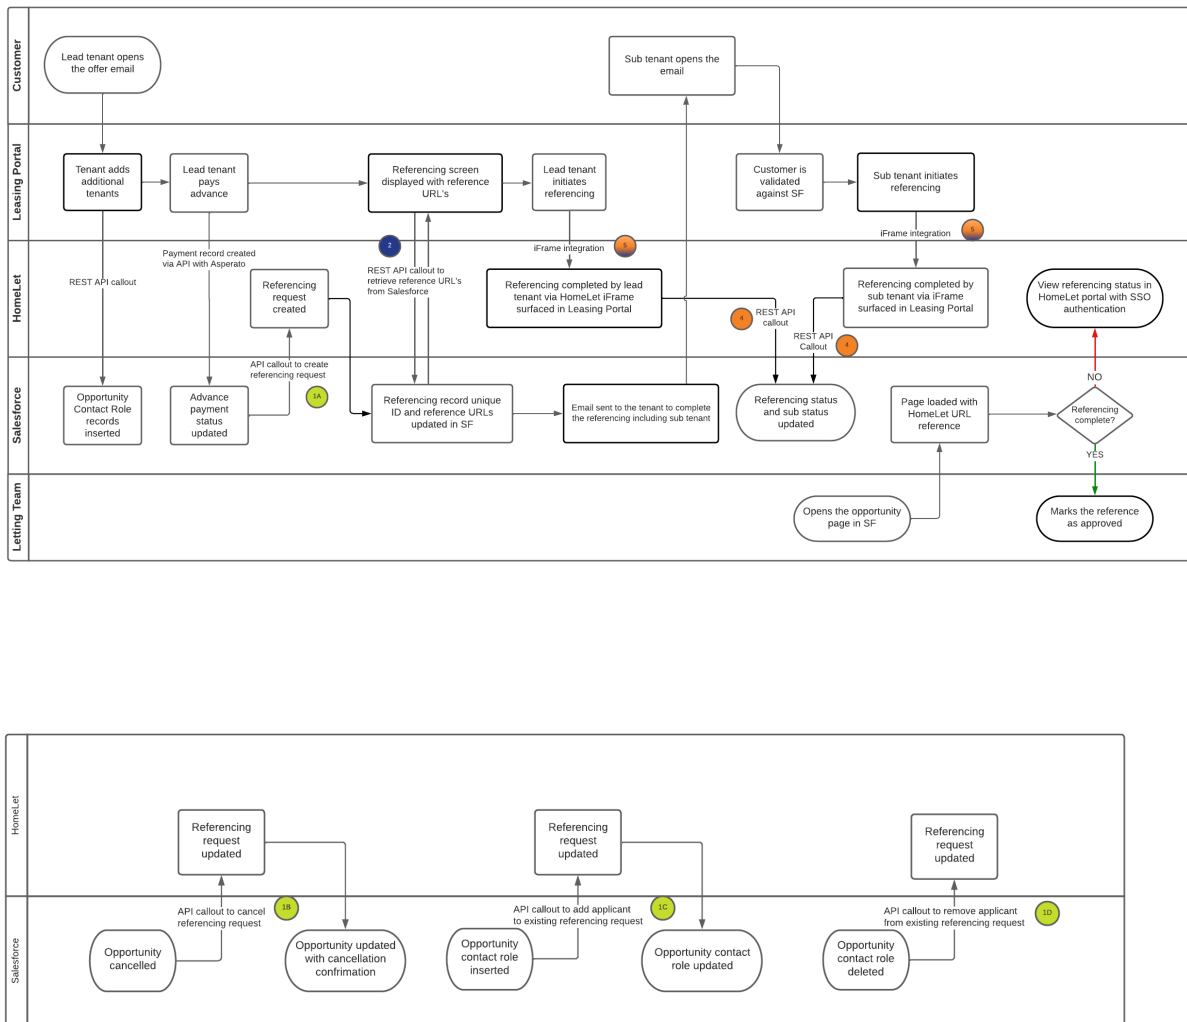 Customer
Lead tenant opens
the offer email
Sub tenant opens the
email
Leasing Portal
Tenant adds
additional
tenants
Lead tenant
pays
advance
Referencing screen
displayed with reference
URL's
Lead tenant
initiates
referencing
Customer is
validated
against SF
Sub tenant initiates
referencing
HomeLet
REST API callout
Payment record created
via API with Asperato
Referencing
request
created
2
REST API callout to
retrieve reference URL's
from Salesforce
iFrame integration
5
Referencing completed by lead
tenant via HomeLet iFrame
surfaced in Leasing Portal
4
REST API
callout
REST API
Callout
4
iFrame integration
5
Referencing completed by
sub tenant via iFrame
surfaced in Leasing Portal
View referencing status in
HomeLet portal with SSO
authentication
Salesforce
Opportunity
Contact Role
records
inserted
Advance
payment
status
updated
API callout to create
referencing request
1A
Referencing record unique
ID and reference URLs
updated in SF
Email sent to the tenant to complete
the referencing including sub tenant
Referencing status
and sub status
updated
Page loaded with
HomeLet URL
reference
NO
Referencing
complete?
YES
Letting Team
Opens the opportunity
page in SF
Marks the reference
as approved
HomeLet
Referencing
request
updated
Referencing
request
updated
Referencing
request
updated
Salesforce
API callout to cancel
referencing request
1B
Opportunity
cancelled
Opportunity updated
with cancellation
confrimation
API callout to add applicant
to existing referencing request
1C
Opportunity
contact role
inserted
Opportunity contact
role updated
API callout to remove applicant
from existing referencing request
1D
Opportunity
contact role
deleted